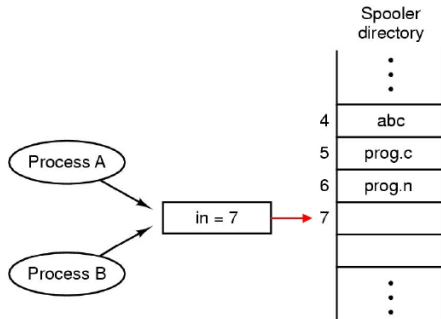 Spooler
directory
4 abc
5 prog.c
6 prog.n
7
Process A
in = 7
Process B